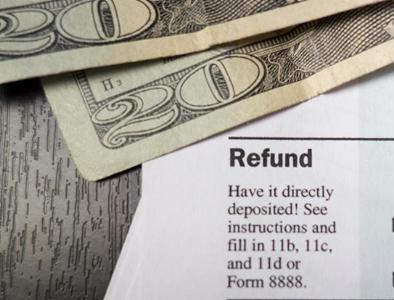 20
H 3
20
Refund
Have it directly
deposited! See
instructions and
fill in 11b, 11c,
and 11d or
Form 8888.